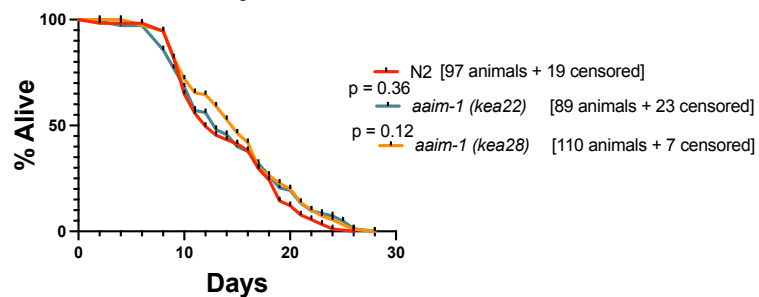 % Alive
100
50
0
0
10
20
30
Days
N2 [97 animals + 19 censored]
p = 0.36
aaim-1 (kea22) [89 animals + 23 censored]
p = 0.12
aaim-1 (kea28) [110 animals + 7 censored]